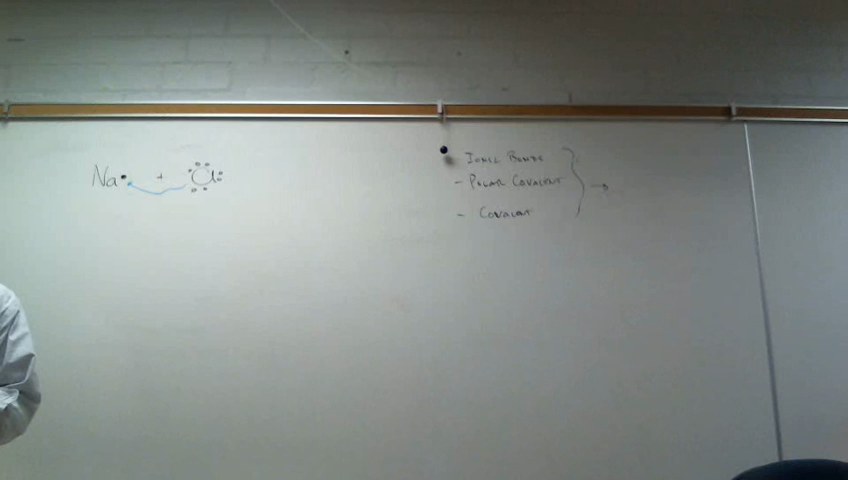 Na + Cl
- IONIC BONDS
- POLAR COVALENT
- COVALENT